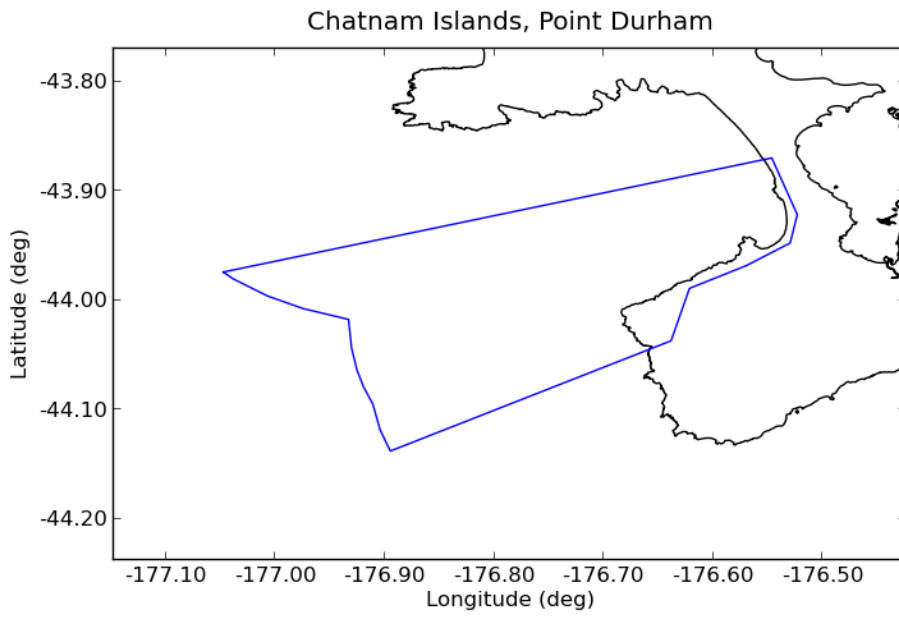 Chatnam Islands, Point Durham
-43.80
-43.90
-44.00
-44.10
-44.20
Latitude (deg)
-177.10 -177.00 -176.90 -176.80 -176.70 -176.60 -176.50
Longitude (deg)